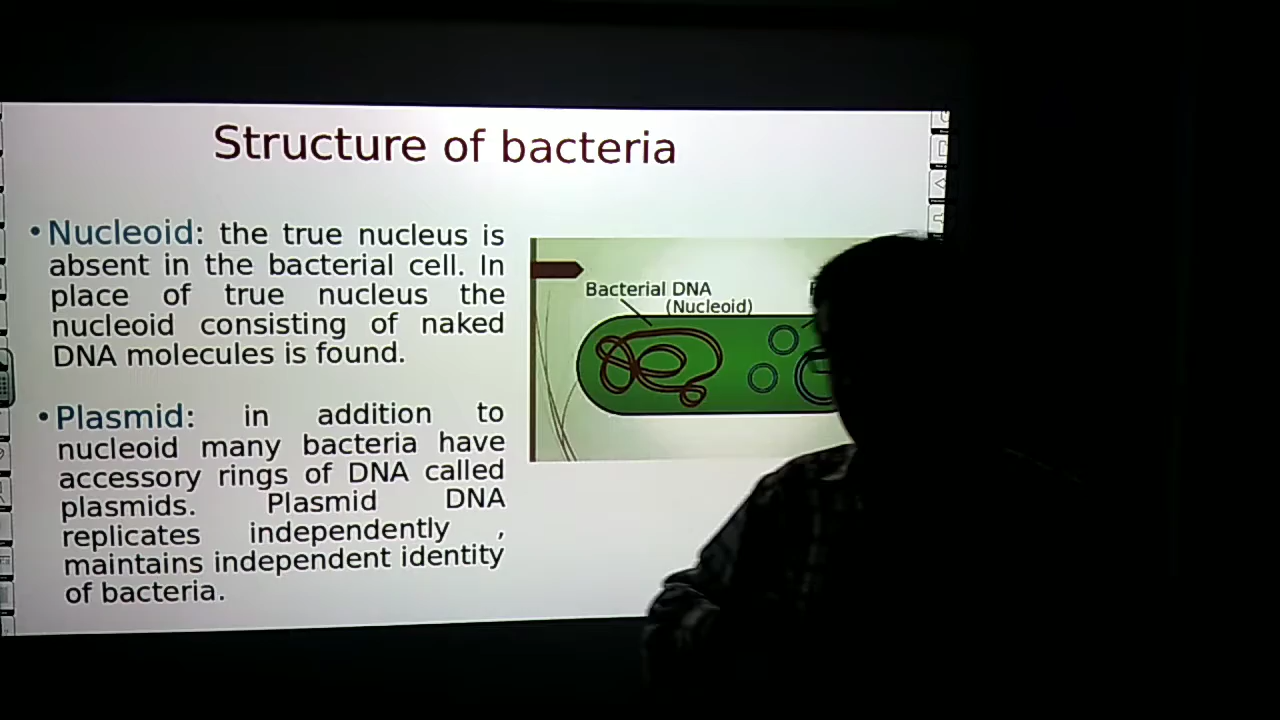 Structure of bacteria
• Nucleoid: the true nucleus is
absent in the bacterial cell. In
place of true nucleus the
nucleoid consisting of naked
DNA molecules is found.
• Plasmid: in addition to
nucleoid many bacteria have
accessory rings of DNA called
plasmids. Plasmid DNA
replicates independently ,
maintains independent identity
of bacteria.
Bacterial DNA
(Nucleoid)